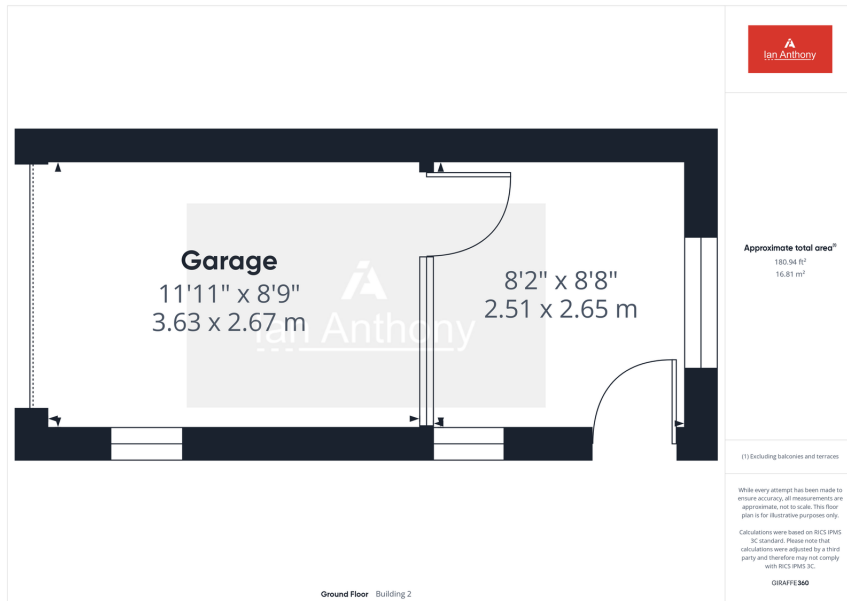 Garage
11'11" x 8'9"
3.63 x 2.67 m
8'2" x 8'8"
2.51 x 2.65 m
Ian Anthony
Ground Floor Building 2
Ian Anthony
Approximate total area⁽¹⁾
180.94 ft²
16.81 m²
(1) Excluding balconies and terraces
While every attempt has been made to
ensure accuracy, all measurements are
approximate, not to scale. This floor
plan is for illustrative purposes only.
Calculations were based on RICS IPMS
3C standard. Please note that
calculations were adjusted by a third
party and therefore may not comply
with RICS IPMS 3C.
GIRAFFE360